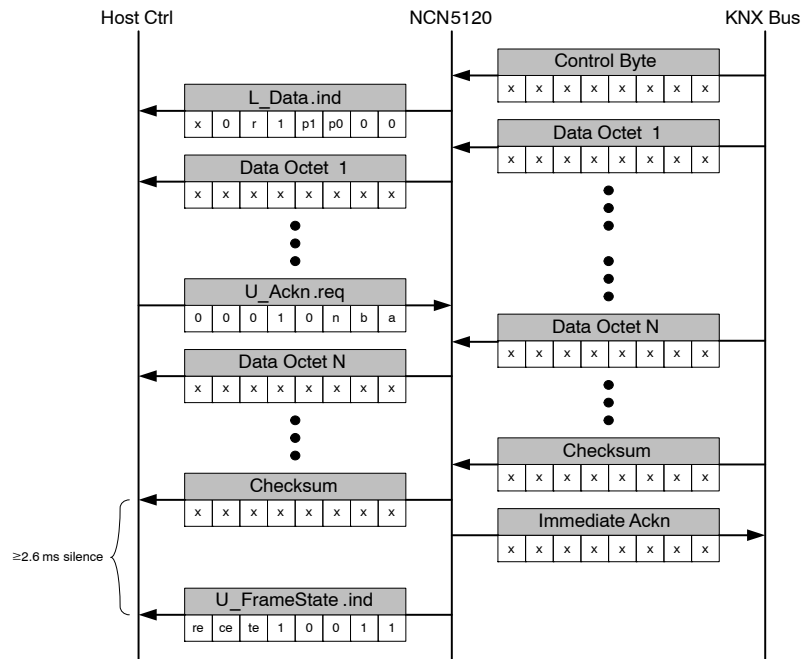 Host Ctrl NCN5120 KNX Bus
Control Byte
x x x x x x x x
L_Data.ind
x 0 r 1 p1 p0 0 0
Data Octet 1
x x x x x x x x
Data Octet 1
x x x x x x x x
U_Ackn.req
0 0 0 1 0 n b a
Data Octet N
x x x x x x x x
Data Octet N
x x x x x x x x
Checksum
x x x x x x x x
Checksum
x x x x x x x x
Immediate Ackn
x x x x x x x x
≥2.6 ms silence
U_FrameState .ind
re ce te 1 0 0 1 1